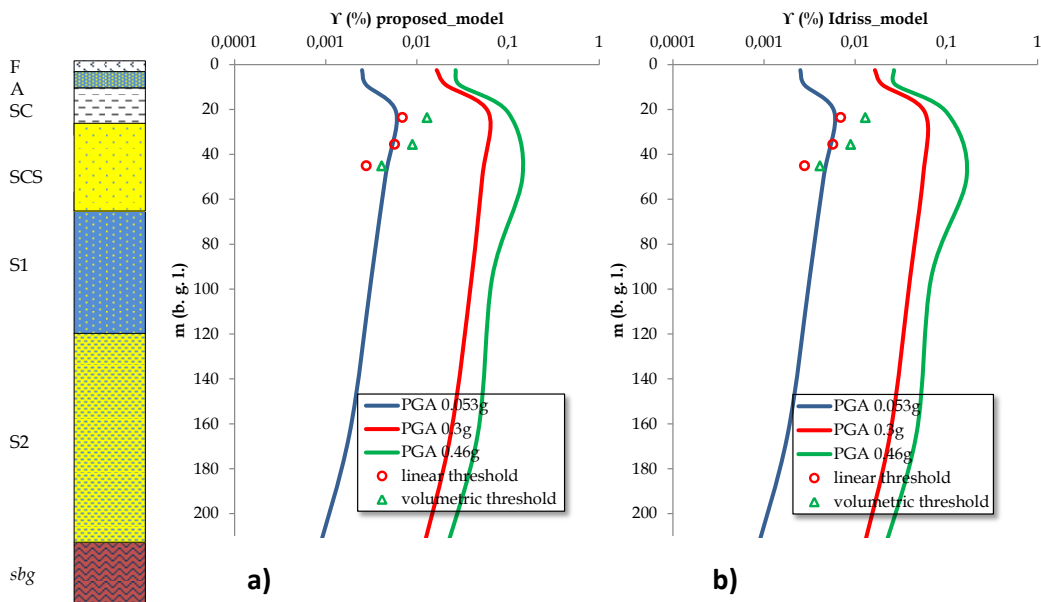 ϒ (%) proposed_model
0,0001 0,001 0,01 0,1 1
F
A
SC
SCS
S1
S2
sbg
m (b. g. l.)
0
20
40
60
80
100
120
140
160
180
200
PGA 0.053g
PGA 0.3g
PGA 0.46g
linear threshold
volumetric threshold
a)
ϒ (%) Idriss_model
0,0001 0,001 0,01 0,1 1
m (b. g. l.)
0
20
40
60
80
100
120
140
160
180
200
PGA 0.053g
PGA 0.3g
PGA 0.46g
linear threshold
volumetric threshold
b)